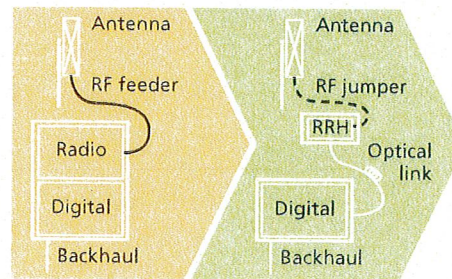 Antenna
RF feeder
Radio
Digital
Backhaul
Antenna
RF jumper
RRH
Optical
link
Digital
Backhaul